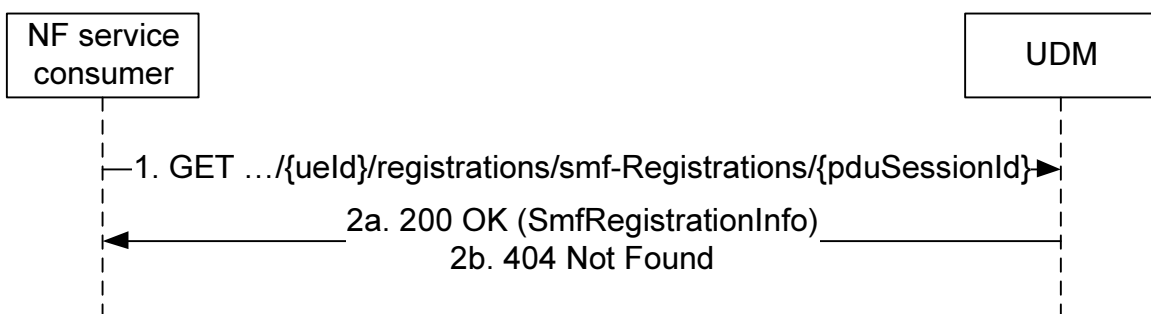 NF service
consumer
UDM
1. GET …/{ueId}/registrations/smf-Registrations/{pduSessionId}
2a. 200 OK (SmfRegistrationInfo)
2b. 404 Not Found